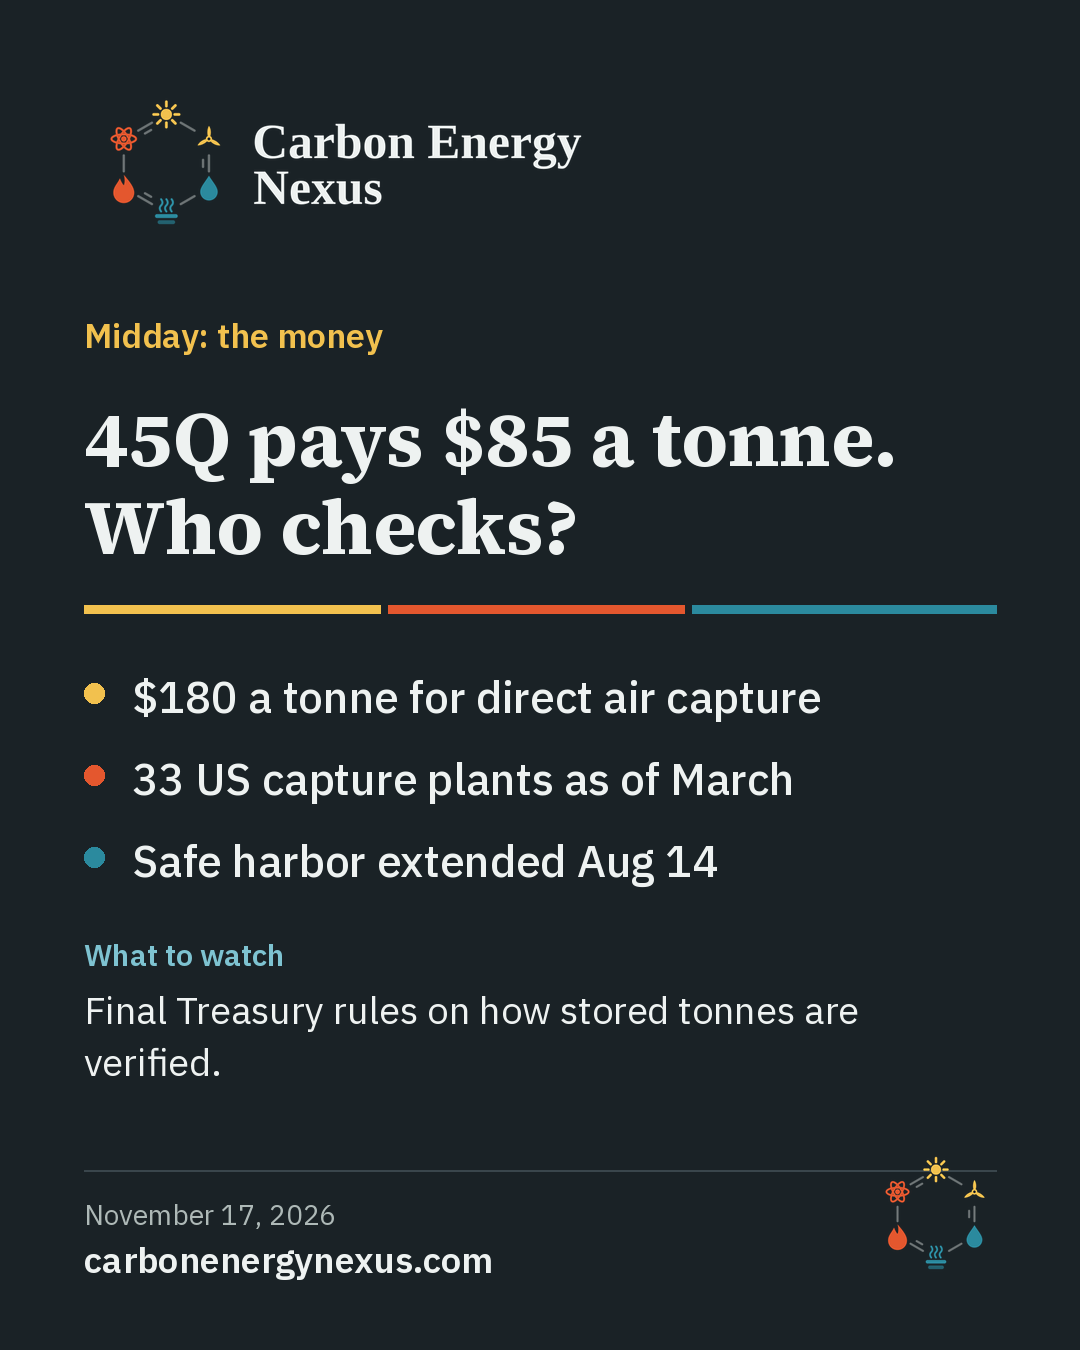 Carbon Energy
Nexus
Midday: the money
45Q pays $85 a tonne.
Who checks?
$180 a tonne for direct air capture
33 US capture plants as of March
Safe harbor extended Aug 14
What to watch
Final Treasury rules on how stored tonnes are
verified.
November 17, 2026
carbonenergynexus.com